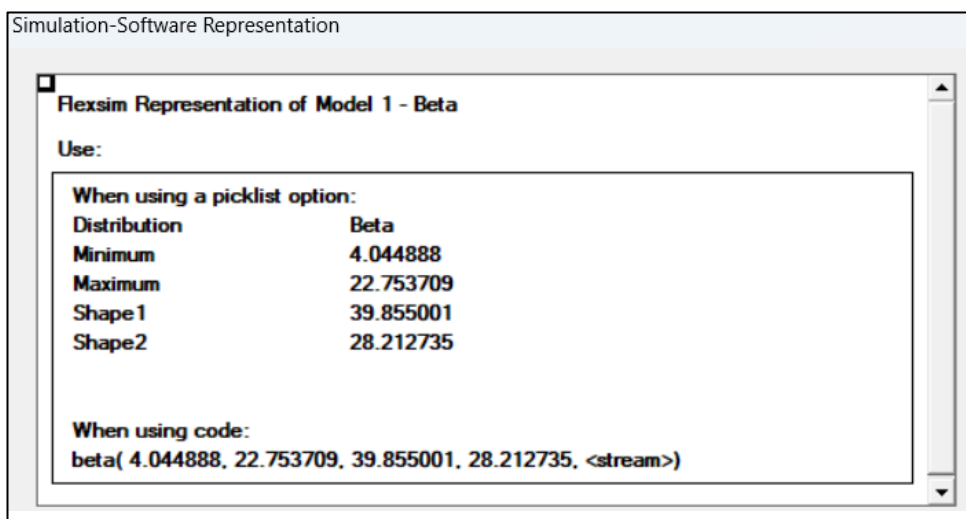 Simulation-Software Representation
Flexsim Representation of Model 1 - Beta
Use:
When using a picklist option:
Distribution Beta
Minimum 4.044888
Maximum 22.753709
Shape1 39.855001
Shape2 28.212735
When using code:
beta( 4.044888, 22.753709, 39.855001, 28.212735, <stream>)